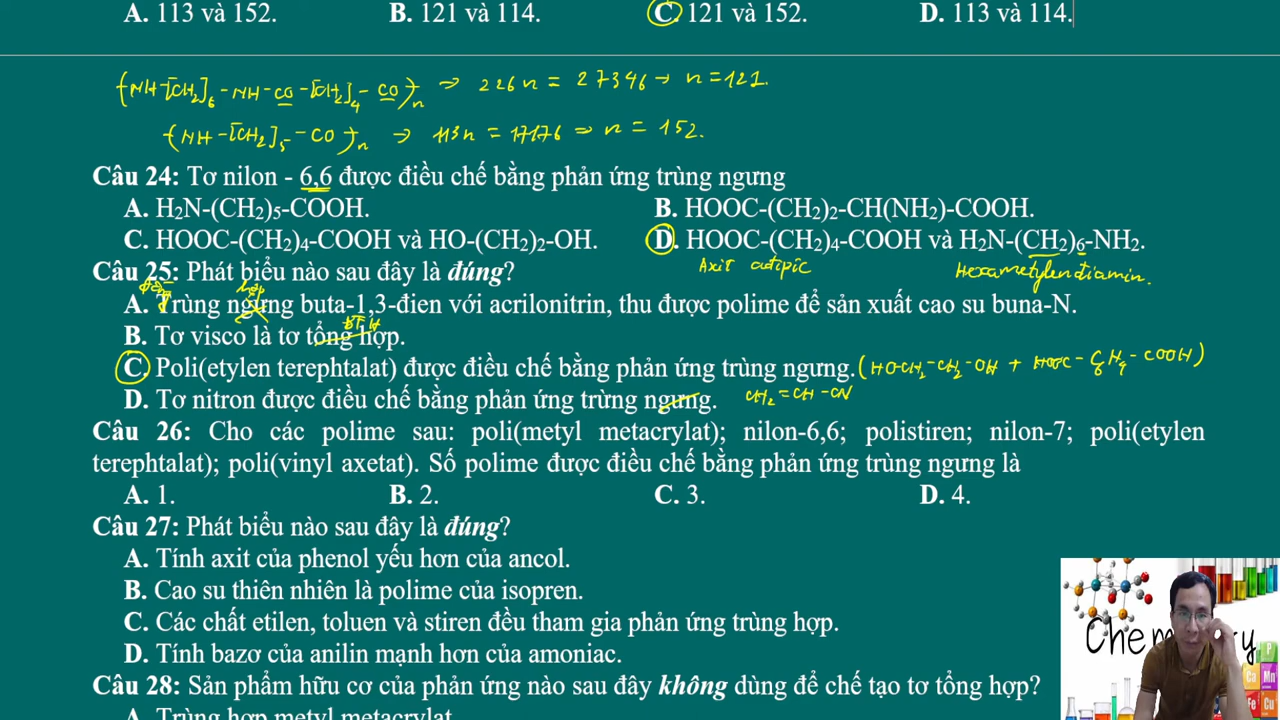 A. 113 và 152. B. 121 và 114. C. 121 và 152. D. 113 và 114.
(NH-[CH₂]₆-NH-CO-[CH₂]₄-CO)n → 226n = 27346 → n = 121.
(NH-[CH₂]₅-CO)n → 113n = 17176 ⇒ n = 152.
Câu 24: Tơ nilon - 6,6 được điều chế bằng phản ứng trùng ngưng
A. H₂N-(CH₂)₅-COOH. B. HOOC-(CH₂)₂-CH(NH₂)-COOH.
C. HOOC-(CH₂)₄-COOH và HO-(CH₂)₂-OH. D. HOOC-(CH₂)₄-COOH và H₂N-(CH₂)₆-NH₂.
Axit adipic Hexametylendiamin.
Câu 25: Phát biểu nào sau đây là đúng?
A. Trùng ngưng buta-1,3-đien với acrilonitrin, thu được polime để sản xuất cao su buna-N.
B. Tơ visco là tơ tổng hợp.
C. Poli(etylen terephtalat) được điều chế bằng phản ứng trùng ngưng. (HO-CH₂-CH₂-OH + HOOC-C₆H₄-COOH)
D. Tơ nitron được điều chế bằng phản ứng trừng ngưng. CH₂=CH-CN
Câu 26: Cho các polime sau: poli(metyl metacrylat); nilon-6,6; polistiren; nilon-7; poli(etylen
terephtalat); poli(vinyl axetat). Số polime được điều chế bằng phản ứng trùng ngưng là
A. 1. B. 2. C. 3. D. 4.
Câu 27: Phát biểu nào sau đây là đúng?
A. Tính axit của phenol yếu hơn của ancol.
B. Cao su thiên nhiên là polime của isopren.
C. Các chất etilen, toluen và stiren đều tham gia phản ứng trùng hợp.
D. Tính bazơ của anilin mạnh hơn của amoniac.
Câu 28: Sản phẩm hữu cơ của phản ứng nào sau đây không dùng để chế tạo tơ tổng hợp?
A. Trùng hợp metyl metacrylat.